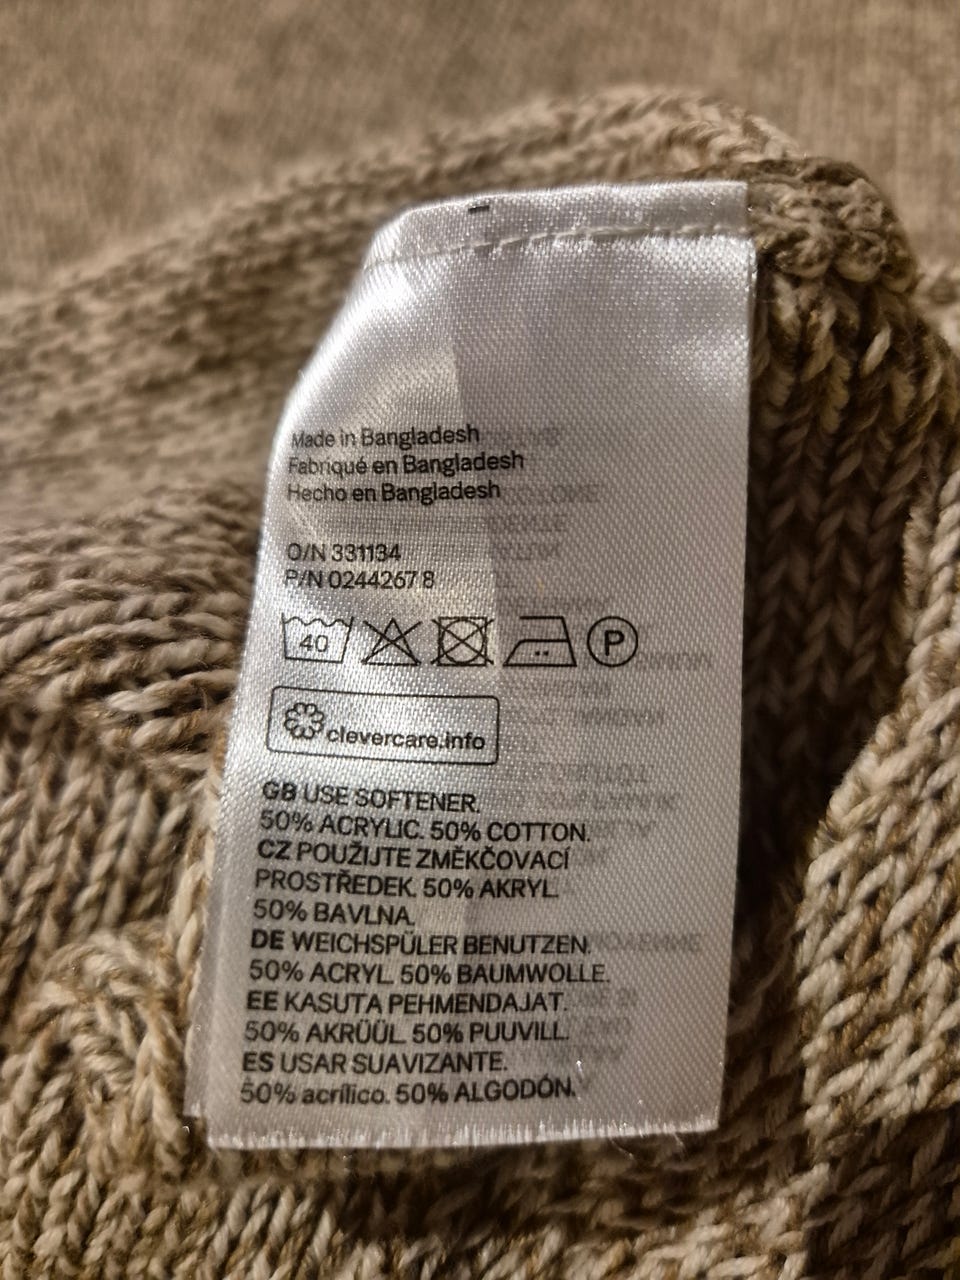 Made in Bangladesh
Fabriqué en Bangladesh
Hecho en Bangladesh
O/N 331134
P/N 0244267 8
40
P
clevercare.info
GB USE SOFTENER.
50% ACRYLIC. 50% COTTON.
CZ POUŽIJTE ZMĚKČOVACÍ
PROSTŘEDEK. 50% AKRYL.
50% BAVLNA.
DE WEICHSPÜLER BENUTZEN.
50% ACRYL. 50% BAUMWOLLE.
EE KASUTA PEHMENDAJAT.
50% AKRÜÜL. 50% PUUVILL.
ES USAR SUAVIZANTE.
50% acrílico. 50% ALGODÓN.